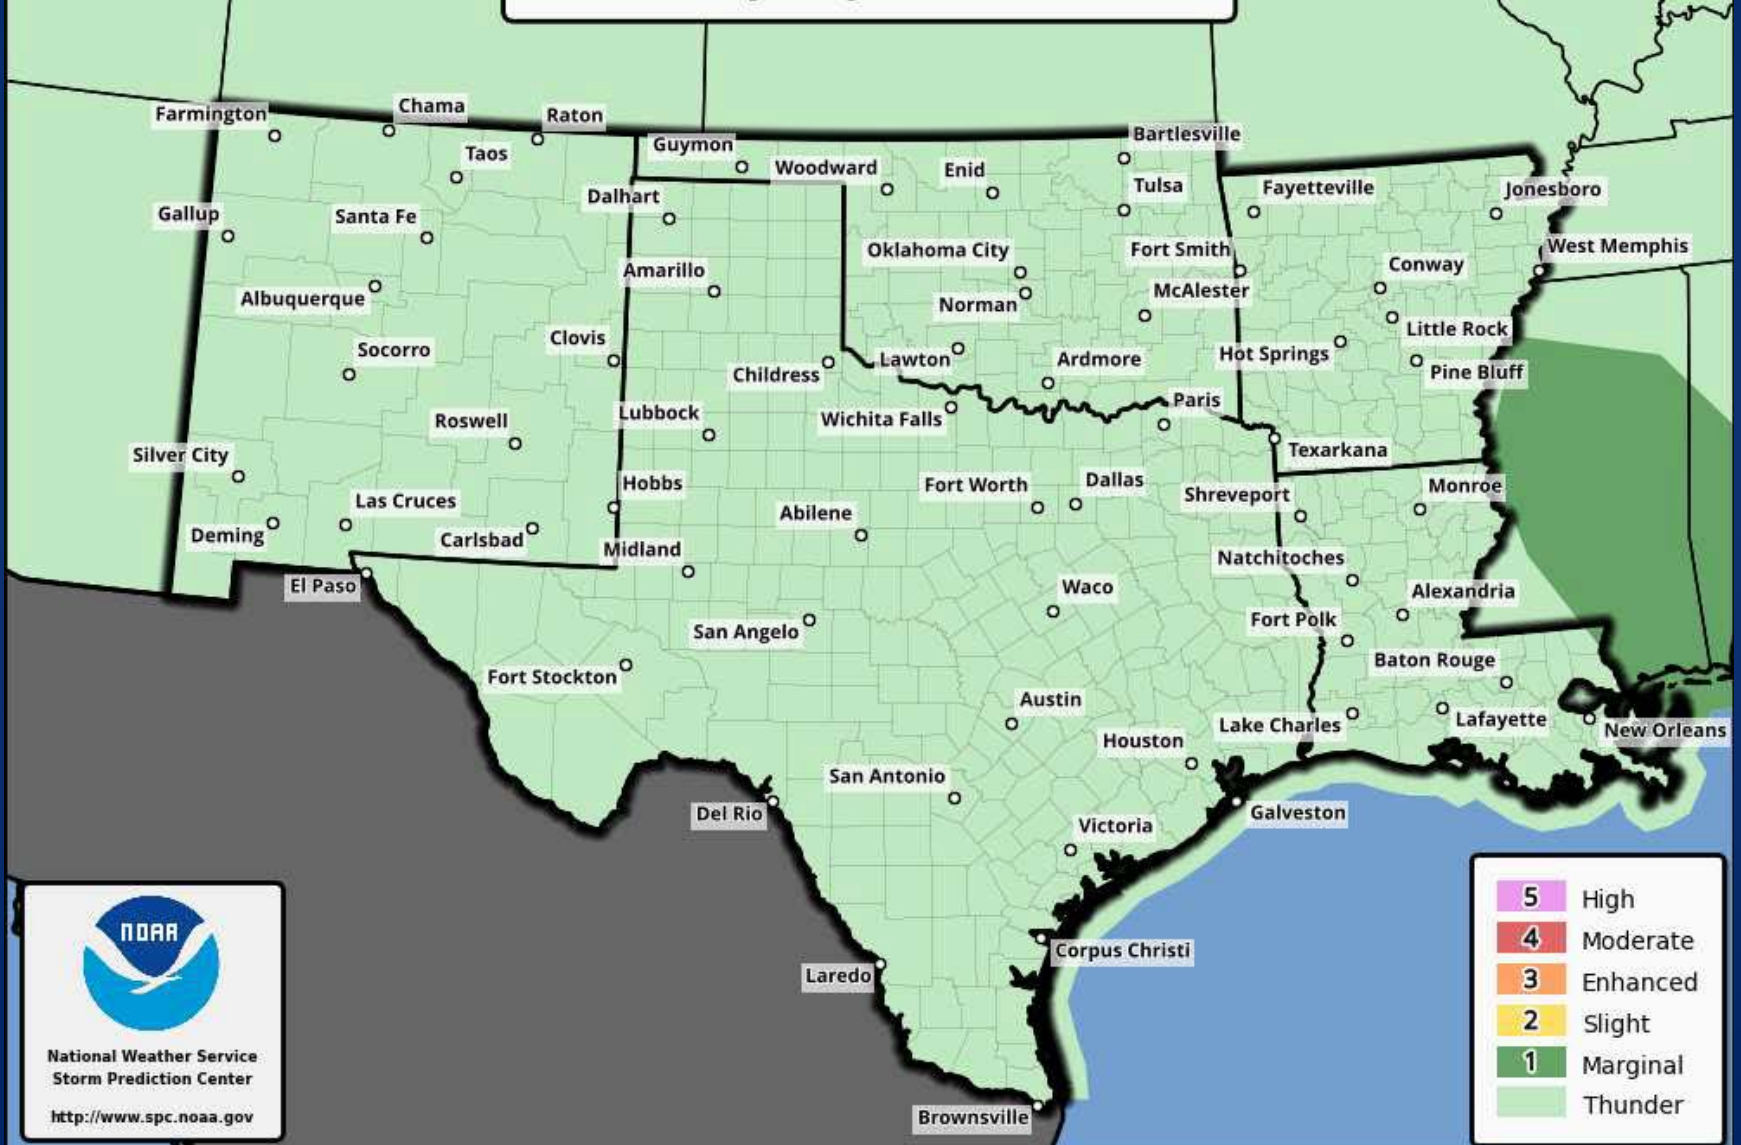 Farmington
Chama
Raton
Guymon
Bartlesville
Taos
Woodward
Enid
Tulsa
Fayetteville
Jonesboro
Dalhart
Gallup
Santa Fe
Oklahoma City
Fort Smith
West Memphis
Amarillo
Conway
Albuquerque
Norman
McAlester
Little Rock
Clovis
Socorro
Childress
Lawton
Ardmore
Hot Springs
Pine Bluff
Roswell
Lubbock
Wichita Falls
Paris
Silver City
Texarkana
Hobbs
Fort Worth
Dallas
Shreveport
Monroe
Las Cruces
Abilene
Deming
Carlsbad
Midland
Natchitoches
El Paso
Waco
Alexandria
San Angelo
Fort Polk
Fort Stockton
Baton Rouge
Austin
Lake Charles
Lafayette
New Orleans
Houston
San Antonio
Del Rio
Galveston
Victoria
Corpus Christi
Laredo
Brownsville
NOAA
National Weather Service
Storm Prediction Center
http://www.spc.noaa.gov
5 High
4 Moderate
3 Enhanced
2 Slight
1 Marginal
Thunder